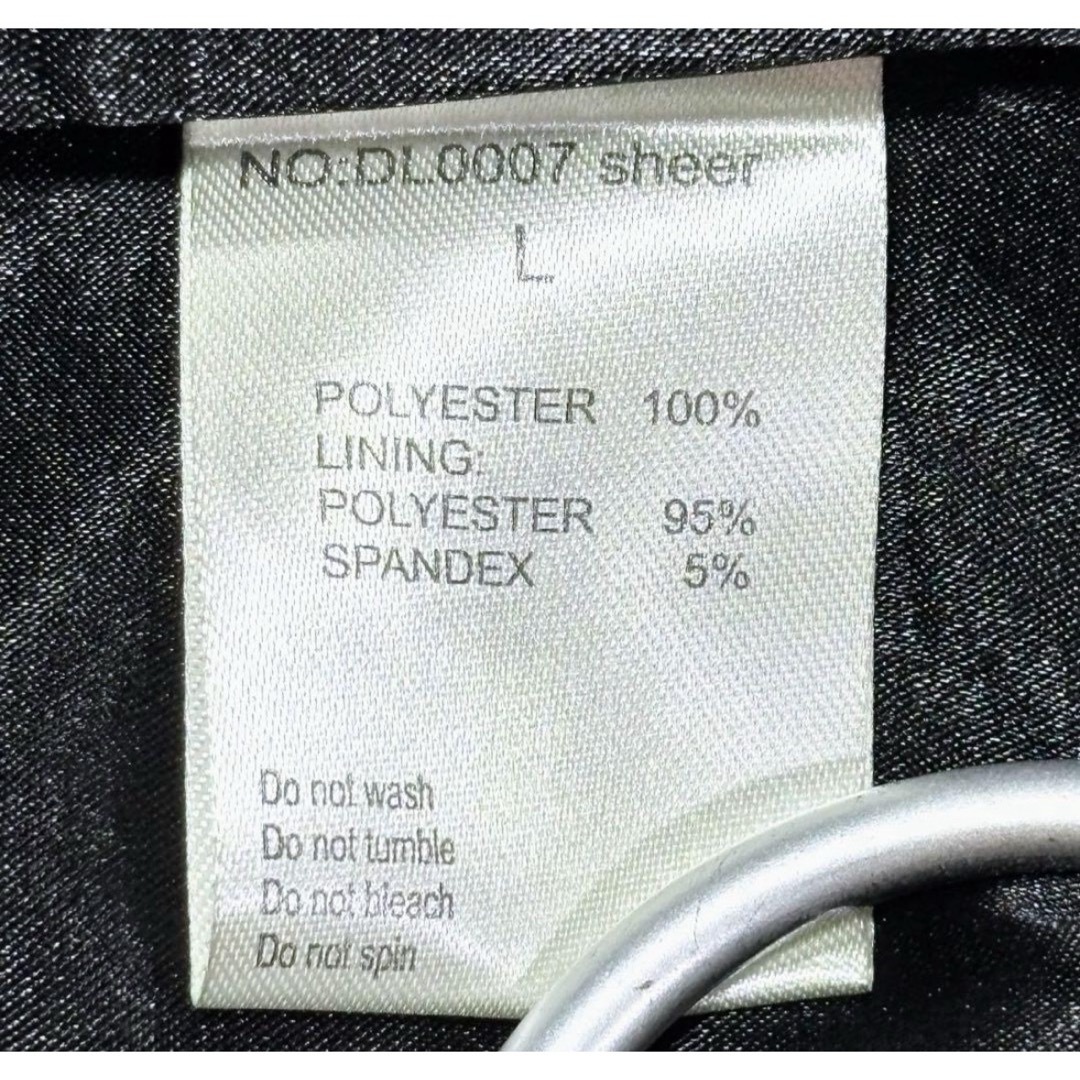 NO:DL0007 sheer
L
POLYESTER 100%
LINING:
POLYESTER 95%
SPANDEX 5%
Do not wash
Do not tumble
Do not bleach
Do not spin